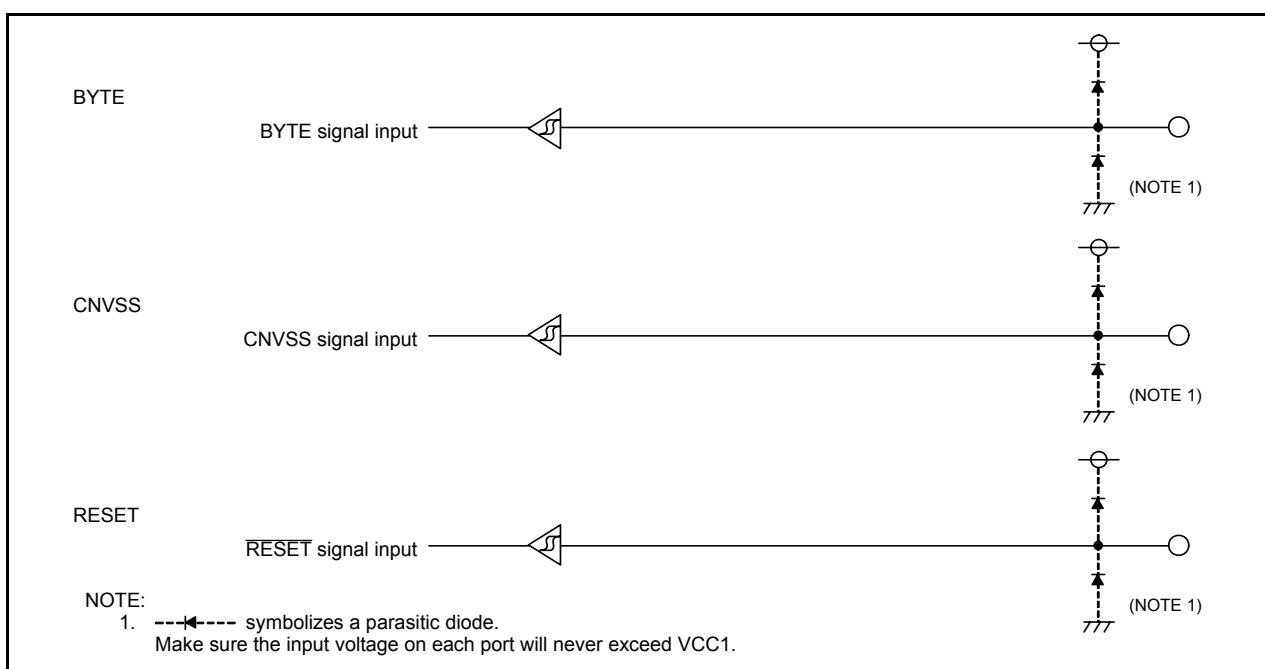 BYTE
BYTE signal input
(NOTE 1)
CNVSS
CNVSS signal input
(NOTE 1)
RESET
RESET signal input
(NOTE 1)
NOTE:
1. symbolizes a parasitic diode.
Make sure the input voltage on each port will never exceed VCC1.